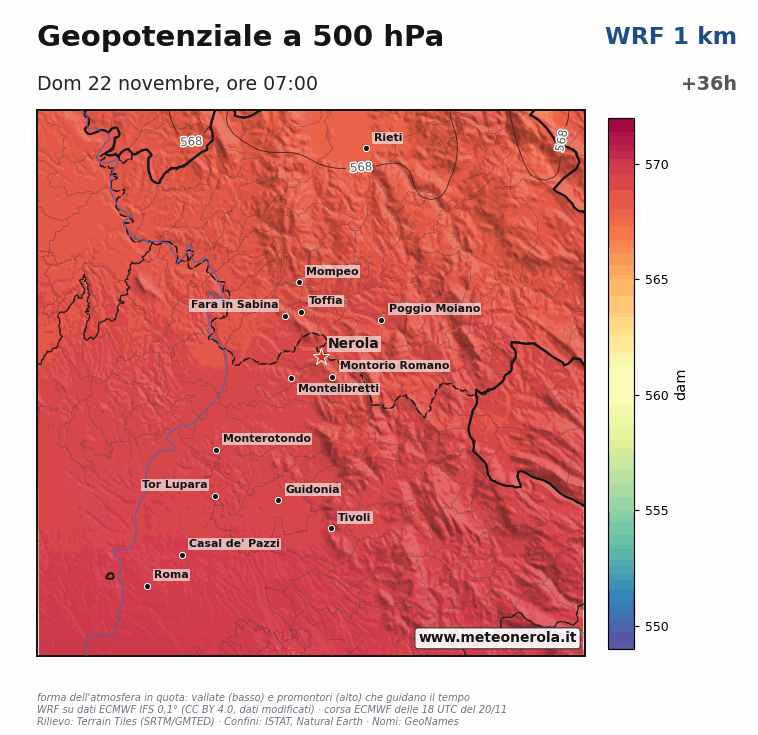 Geopotenziale a 500 hPa
WRF 1 km
Dom 22 novembre, ore 07:00
+36h
568
568
568
Rieti
Mompeo
Toffia
Fara in Sabina
Poggio Moiano
Nerola
Montorio Romano
Montelibretti
Monterotondo
Tor Lupara
Guidonia
Tivoli
Casal de' Pazzi
Roma
www.meteonerola.it
570
565
560
555
550
dam
forma dell'atmosfera in quota: vallate (basso) e promontori (alto) che guidano il tempo
WRF su dati ECMWF IFS 0,1° (CC BY 4.0, dati modificati) · corsa ECMWF delle 18 UTC del 20/11
Rilievo: Terrain Tiles (SRTM/GMTED) · Confini: ISTAT, Natural Earth · Nomi: GeoNames